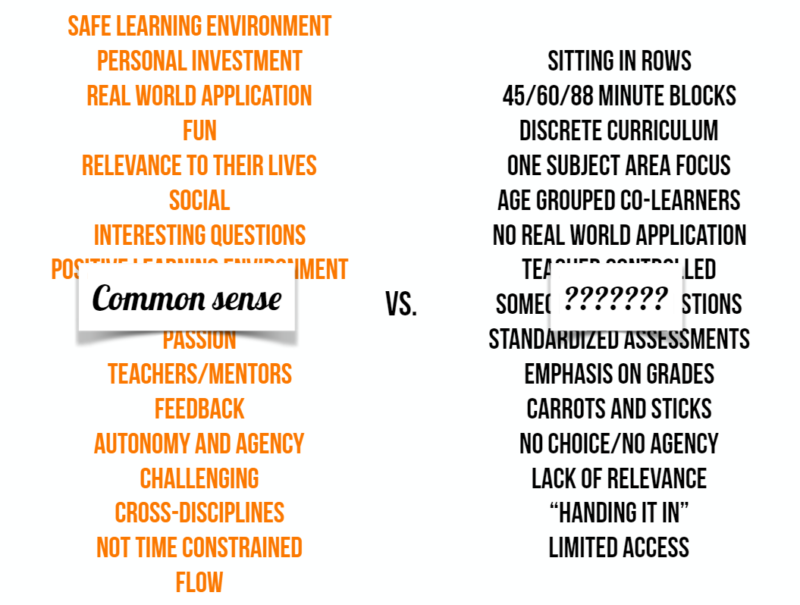 SAFE LEARNING ENVIRONMENT
PERSONAL INVESTMENT
REAL WORLD APPLICATION
FUN
RELEVANCE TO THEIR LIVES
SOCIAL
INTERESTING QUESTIONS
POSITIVE LEARNING ENVIRONMENT
Common sense
PASSION
TEACHERS/MENTORS
FEEDBACK
AUTONOMY AND AGENCY
CHALLENGING
CROSS-DISCIPLINES
NOT TIME CONSTRAINED
FLOW
VS.
SITTING IN ROWS
45/60/88 MINUTE BLOCKS
DISCRETE CURRICULUM
ONE SUBJECT AREA FOCUS
AGE GROUPED CO-LEARNERS
NO REAL WORLD APPLICATION
TEACHER CONTROLLED
???????
STANDARDIZED ASSESSMENTS
EMPHASIS ON GRADES
CARROTS AND STICKS
NO CHOICE/NO AGENCY
LACK OF RELEVANCE
“HANDING IT IN”
LIMITED ACCESS